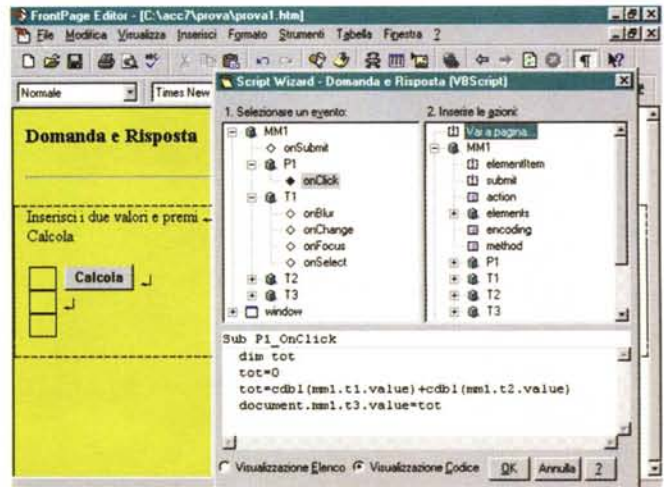 FrontPage Editor - [C:\acc7\prova\prova1.htm]
File Modifica Visualizza Inserisci Formato Strumenti Tabella Finestra ?
Normale
Times New
Domanda e Risposta
Inserisci i due valori e premi
Calcola
Calcola
Script Wizard - Domanda e Risposta (VBScript)
1. Selezionare un evento:
MM1
onSubmit
P1
onClick
T1
onBlur
onChange
onFocus
onSelect
T2
T3
window
2. Inserire le azioni:
Vai a pagina...
MM1
elementItem
submit
action
elements
encoding
method
P1
T1
T2
T3
Sub P1_OnClick
dim tot
tot=0
tot=cdbl(mm1.t1.value)+cdbl(mm1.t2.value)
document.mm1.t3.value=tot
Visualizzazione Elenco Visualizzazione Codice OK Annulla ?